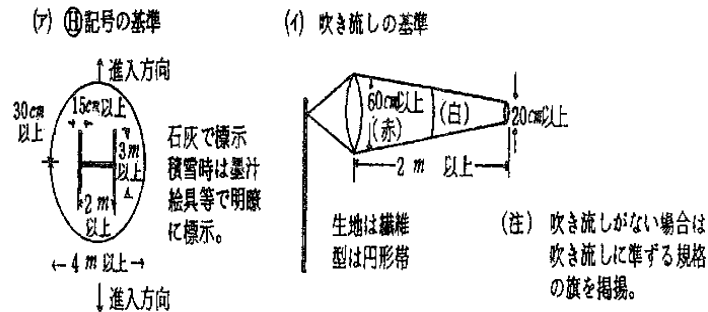 (ア) Ⓗ記号の基準
進入方向
15cm以上
30cm
以上
3m
以上
2m
以上
4m以上
進入方向
石灰で標示
積雪時は墨汁
絵具等で明瞭
に標示。
(イ) 吹き流しの基準
60cm以上
(赤)
(白)
20cm以上
2m 以上
生地は繊維
型は円形帯
(注) 吹き流しがない場合は
吹き流しに準ずる規格
の旗を掲揚。